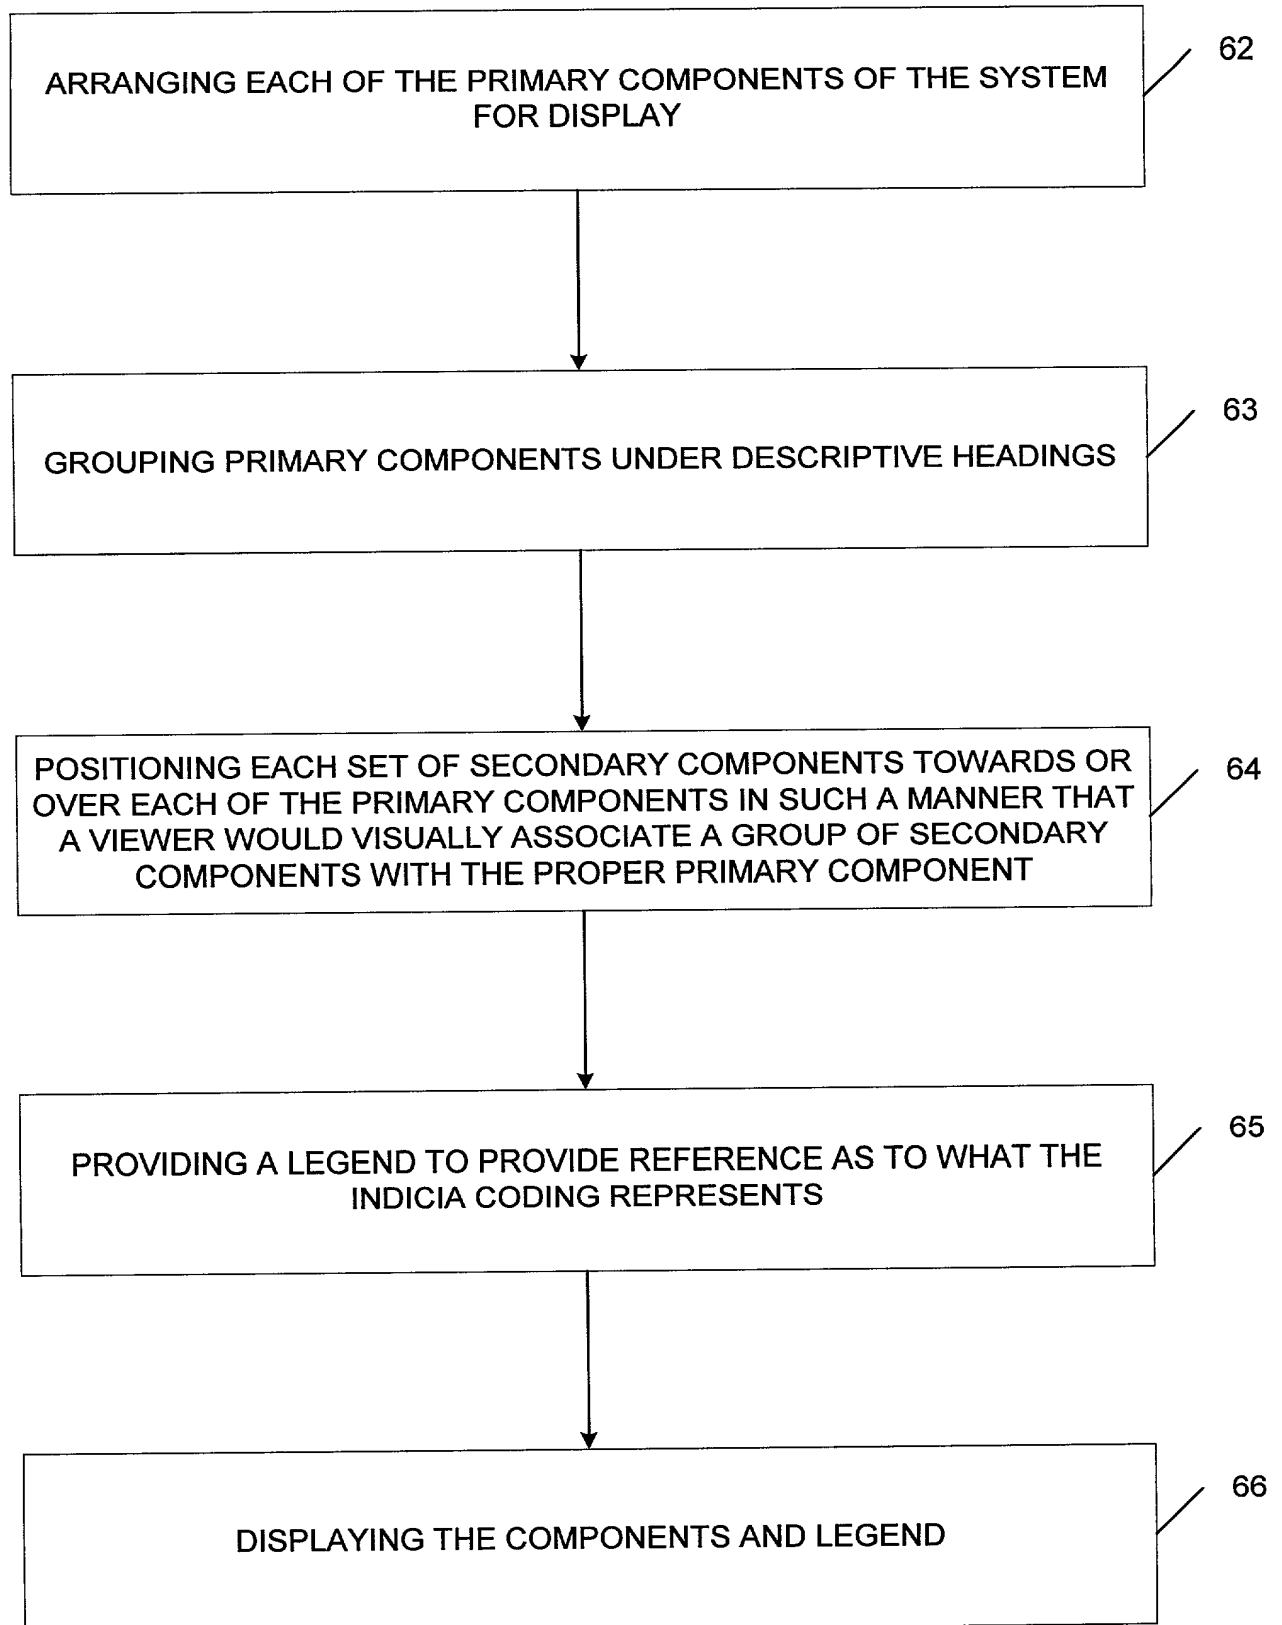 62
ARRANGING EACH OF THE PRIMARY COMPONENTS OF THE SYSTEM
FOR DISPLAY
63
GROUPING PRIMARY COMPONENTS UNDER DESCRIPTIVE HEADINGS
64
POSITIONING EACH SET OF SECONDARY COMPONENTS TOWARDS OR
OVER EACH OF THE PRIMARY COMPONENTS IN SUCH A MANNER THAT
A VIEWER WOULD VISUALLY ASSOCIATE A GROUP OF SECONDARY
COMPONENTS WITH THE PROPER PRIMARY COMPONENT
65
PROVIDING A LEGEND TO PROVIDE REFERENCE AS TO WHAT THE
INDICIA CODING REPRESENTS
66
DISPLAYING THE COMPONENTS AND LEGEND